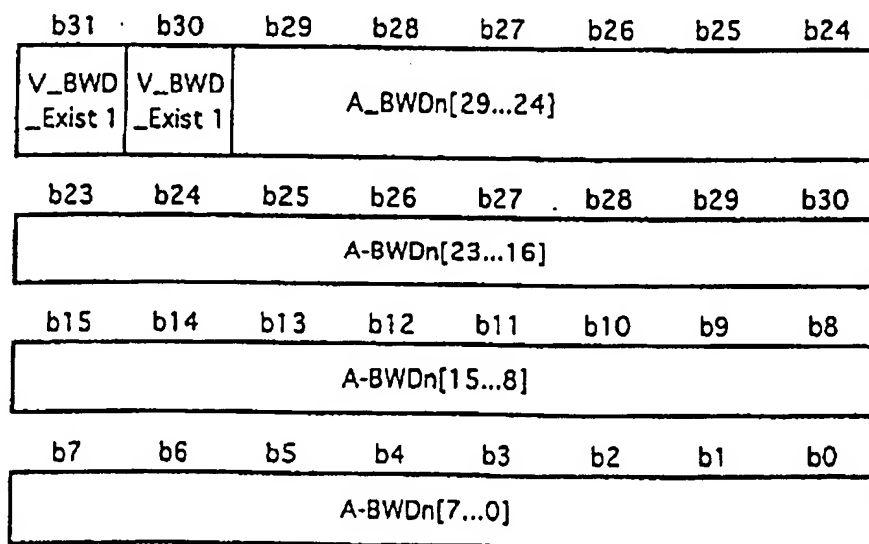 b31 b30 b29 b28 b27 b26 b25 b24
V_BWD V_BWD
_Exist 1 _Exist 1
A_BWDn[29...24]
b23 b24 b25 b26 b27 b28 b29 b30
A-BWDn[23...16]
b15 b14 b13 b12 b11 b10 b9 b8
A-BWDn[15...8]
b7 b6 b5 b4 b3 b2 b1 b0
A-BWDn[7...0]